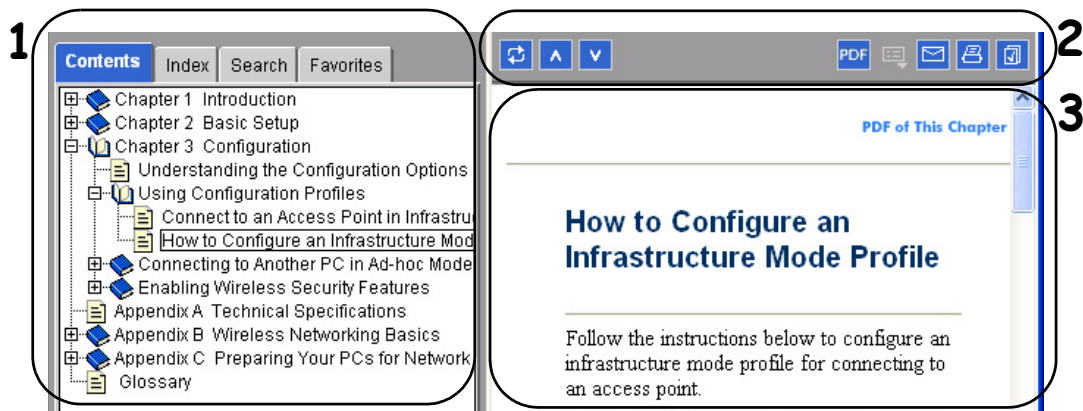 1
Contents Index Search Favorites
Chapter 1 Introduction
Chapter 2 Basic Setup
Chapter 3 Configuration
Understanding the Configuration Options
Using Configuration Profiles
Connect to an Access Point in Infrastru
How to Configure an Infrastructure Mod
Connecting to Another PC in Ad-hoc Mode
Enabling Wireless Security Features
Appendix A Technical Specifications
Appendix B Wireless Networking Basics
Appendix C Preparing Your PCs for Network
Glossary
2
PDF
3
PDF of This Chapter
How to Configure an
Infrastructure Mode Profile
Follow the instructions below to configure an
infrastructure mode profile for connecting to
an access point.